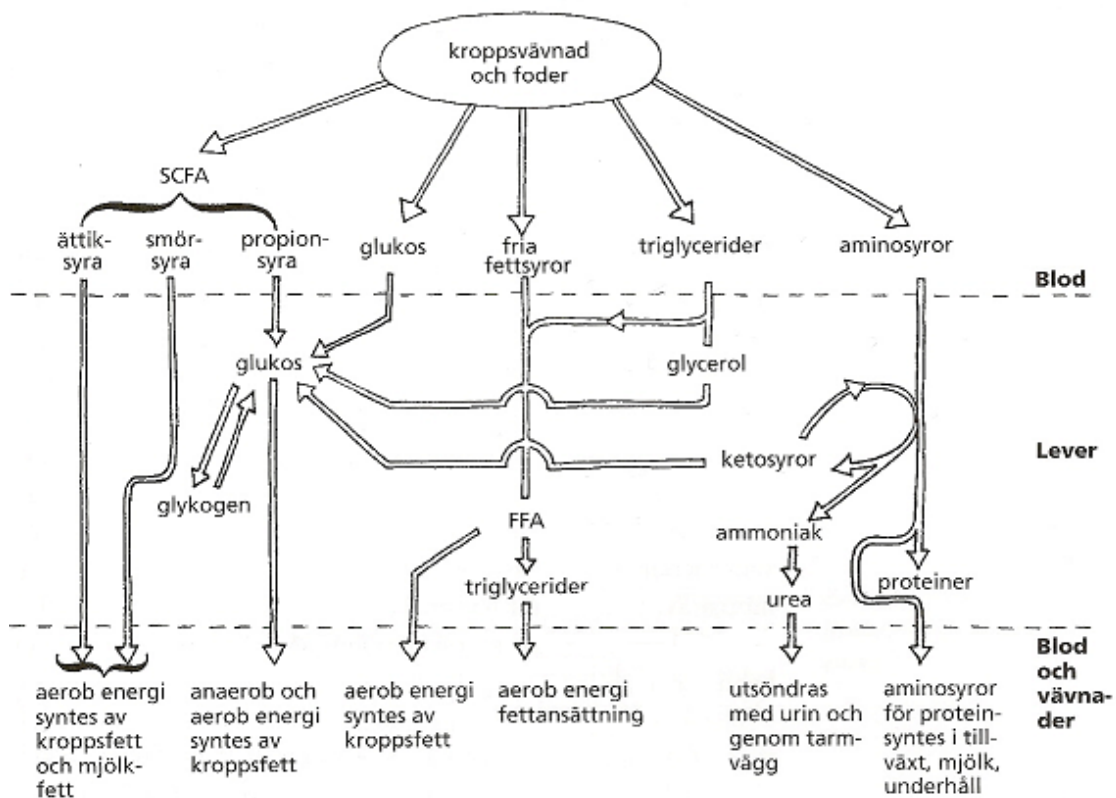 kroppsvävnad
och foder
SCFA
ättik-
syra
smör-
syra
propion-
syra
glukos
fria
fettsyror
triglycerider
aminosyror
Blod
glukos
glycerol
glykogen
ketosyror
Lever
FFA
ammoniak
triglycerider
urea
proteiner
Blod
och
vävna-
der
aerob energi
syntes av
kroppsfett
och mjölk-
fett
anaerob och
aerob energi
syntes av
kroppsfett
aerob energi
syntes av
kroppsfett
aerob energi
fettansättning
utsöndras
med urin och
genom tarm-
vägg
aminosyror
för protein-
syntes i till-
växt, mjölk,
underhåll